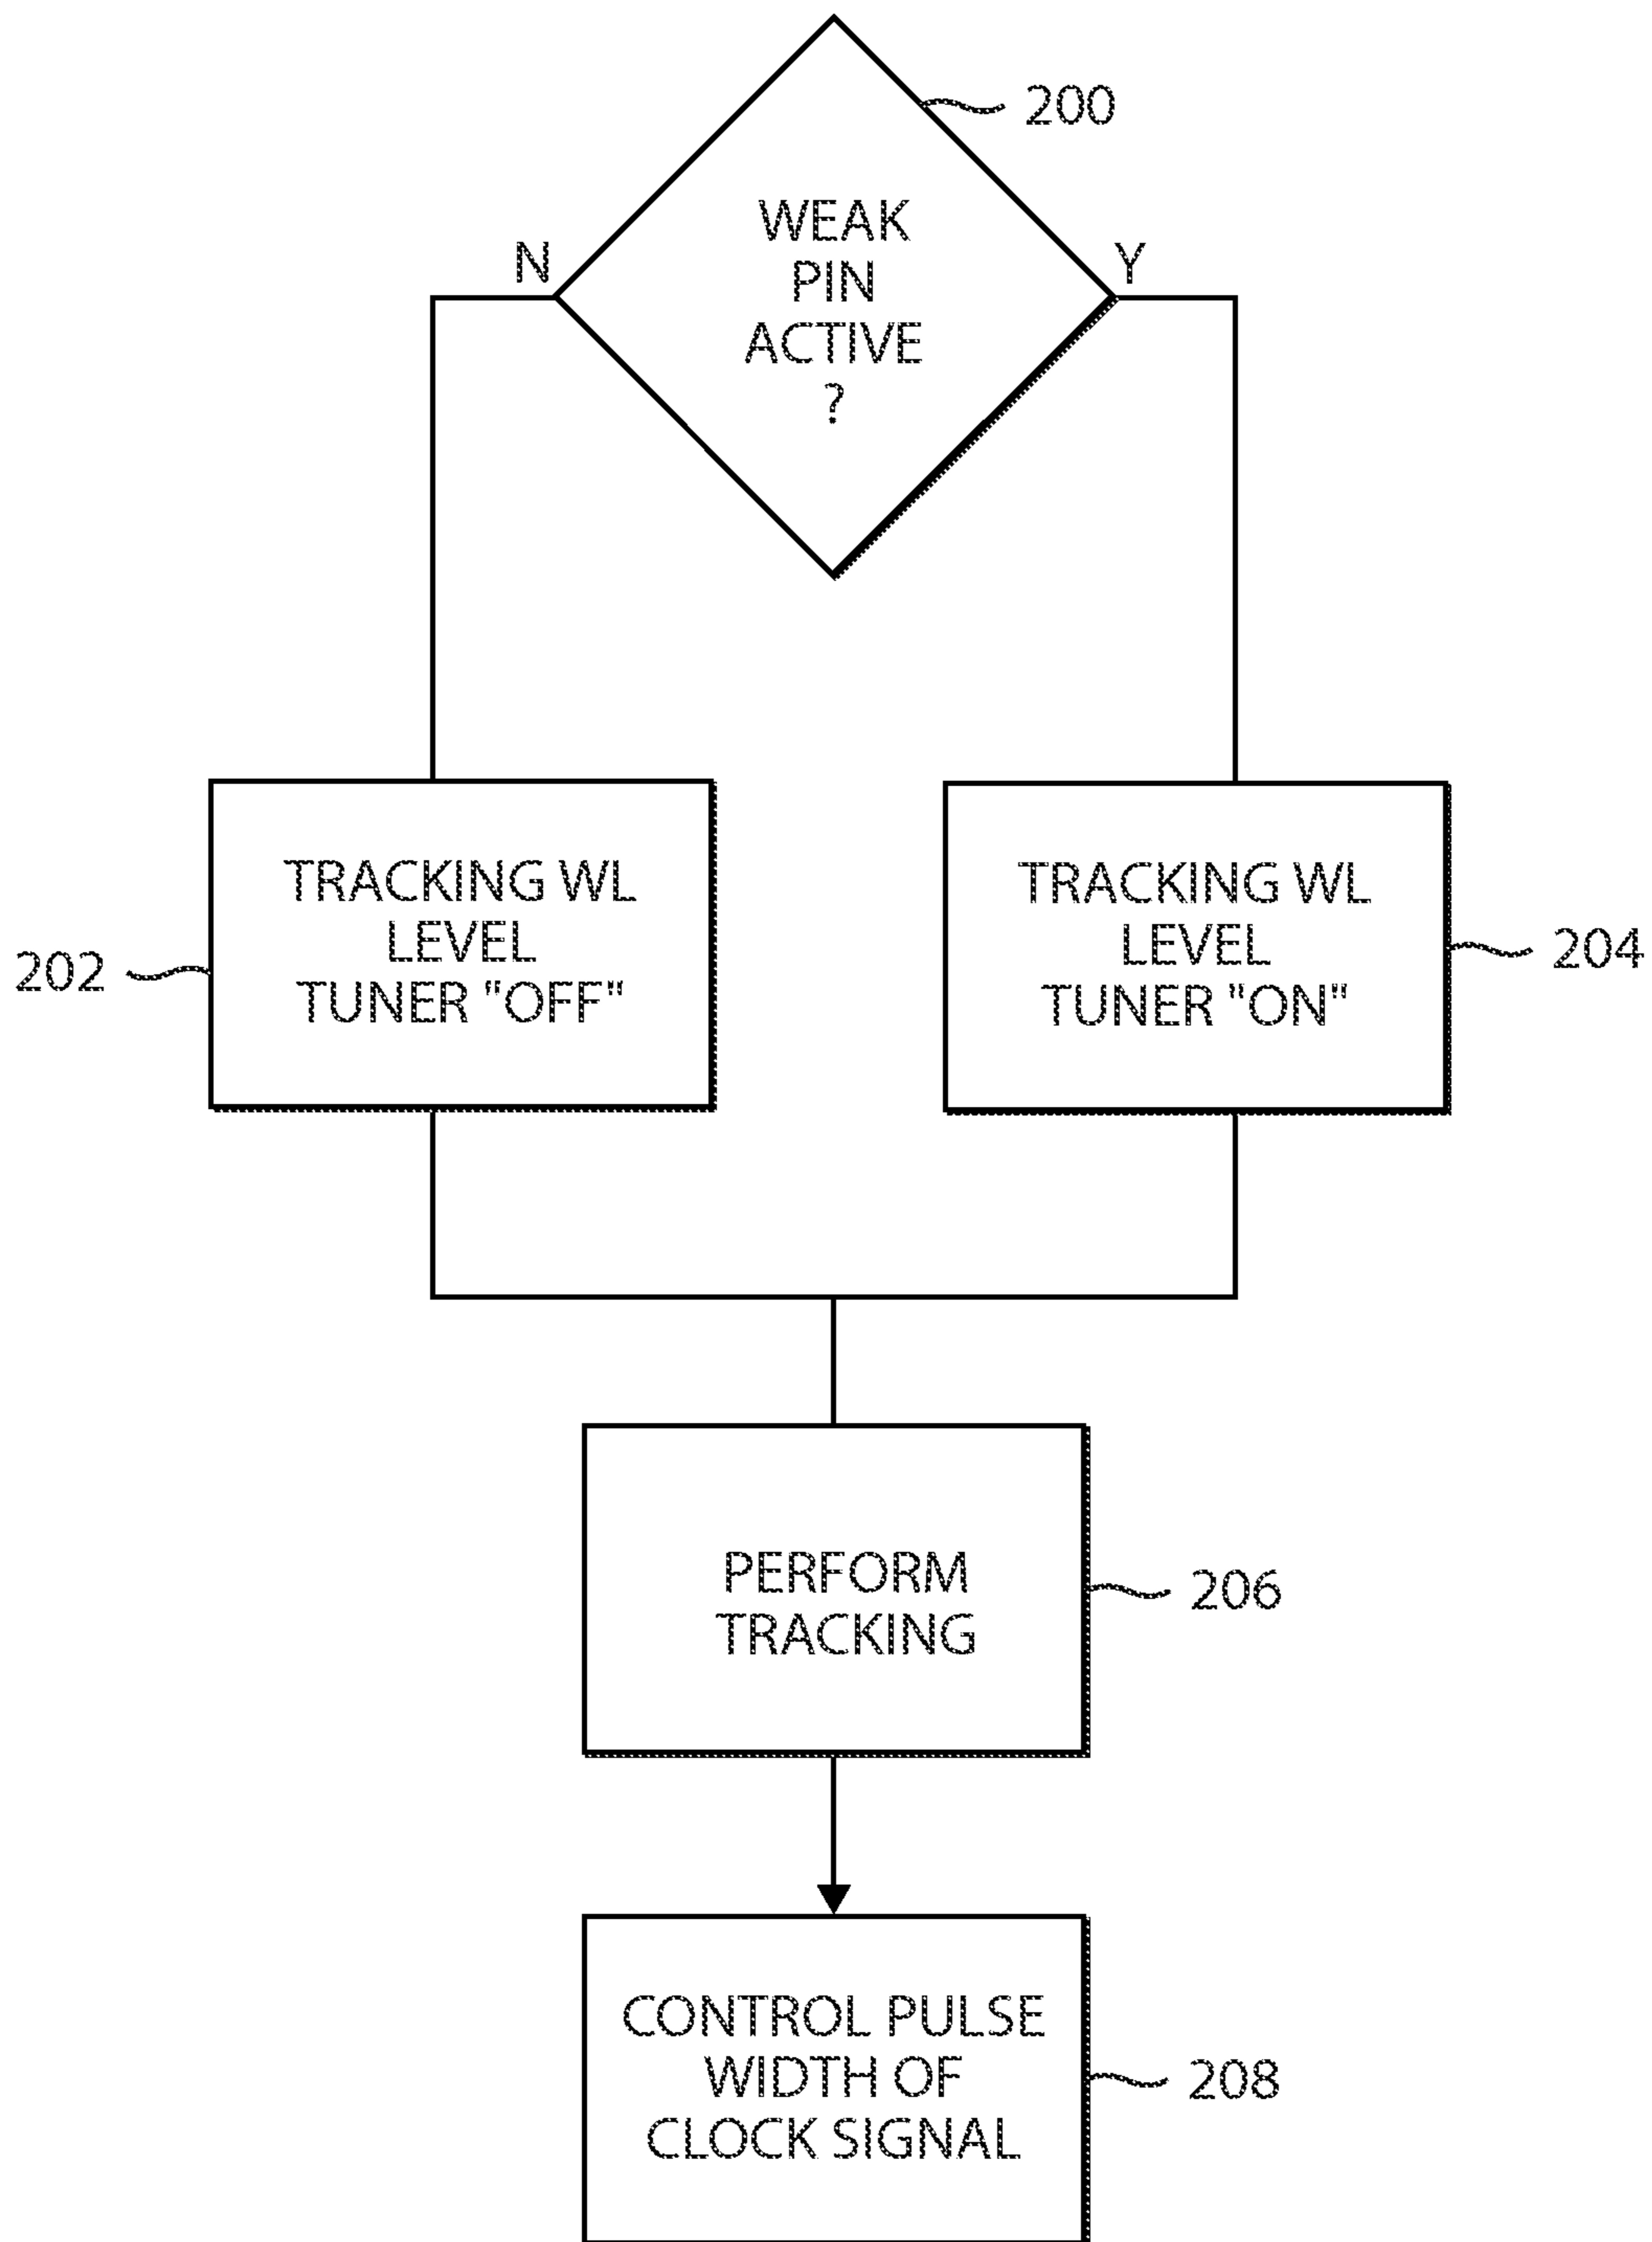 200
WEAK
PIN
ACTIVE
?
N
Y
TRACKING WL
LEVEL
TUNER "OFF"
202
TRACKING WL
LEVEL
TUNER "ON"
204
PERFORM
TRACKING
206
CONTROL PULSE
WIDTH OF
CLOCK SIGNAL
208